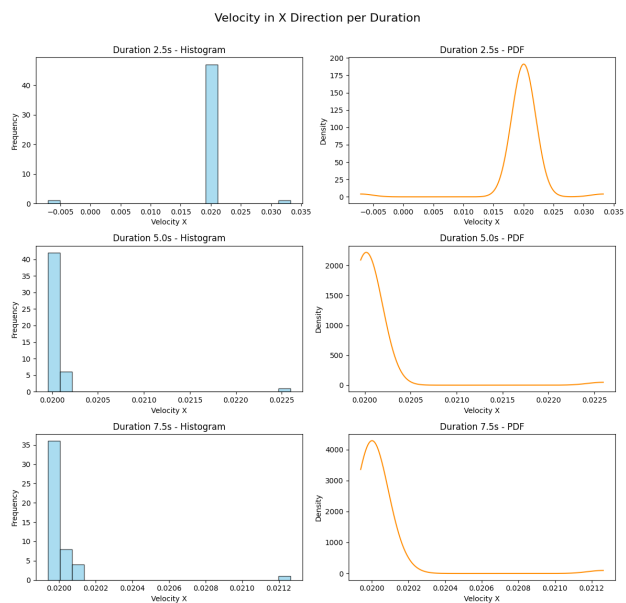 Velocity in X Direction per Duration
Duration 2.5s - Histogram
Frequency
40
30
20
10
0
−0.005 0.000 0.005 0.010 0.015 0.020 0.025 0.030 0.035
Velocity X
Duration 2.5s - PDF
Density
200
175
150
125
100
75
50
25
0
−0.005 0.000 0.005 0.010 0.015 0.020 0.025 0.030 0.035
Velocity X
Duration 5.0s - Histogram
Frequency
40
35
30
25
20
15
10
5
0
0.0200 0.0205 0.0210 0.0215 0.0220 0.0225
Velocity X
Duration 5.0s - PDF
Density
2000
1500
1000
500
0
0.0200 0.0205 0.0210 0.0215 0.0220 0.0225
Velocity X
Duration 7.5s - Histogram
Frequency
35
30
25
20
15
10
5
0
0.0200 0.0202 0.0204 0.0206 0.0208 0.0210 0.0212
Velocity X
Duration 7.5s - PDF
Density
4000
3000
2000
1000
0
0.0200 0.0202 0.0204 0.0206 0.0208 0.0210 0.0212
Velocity X